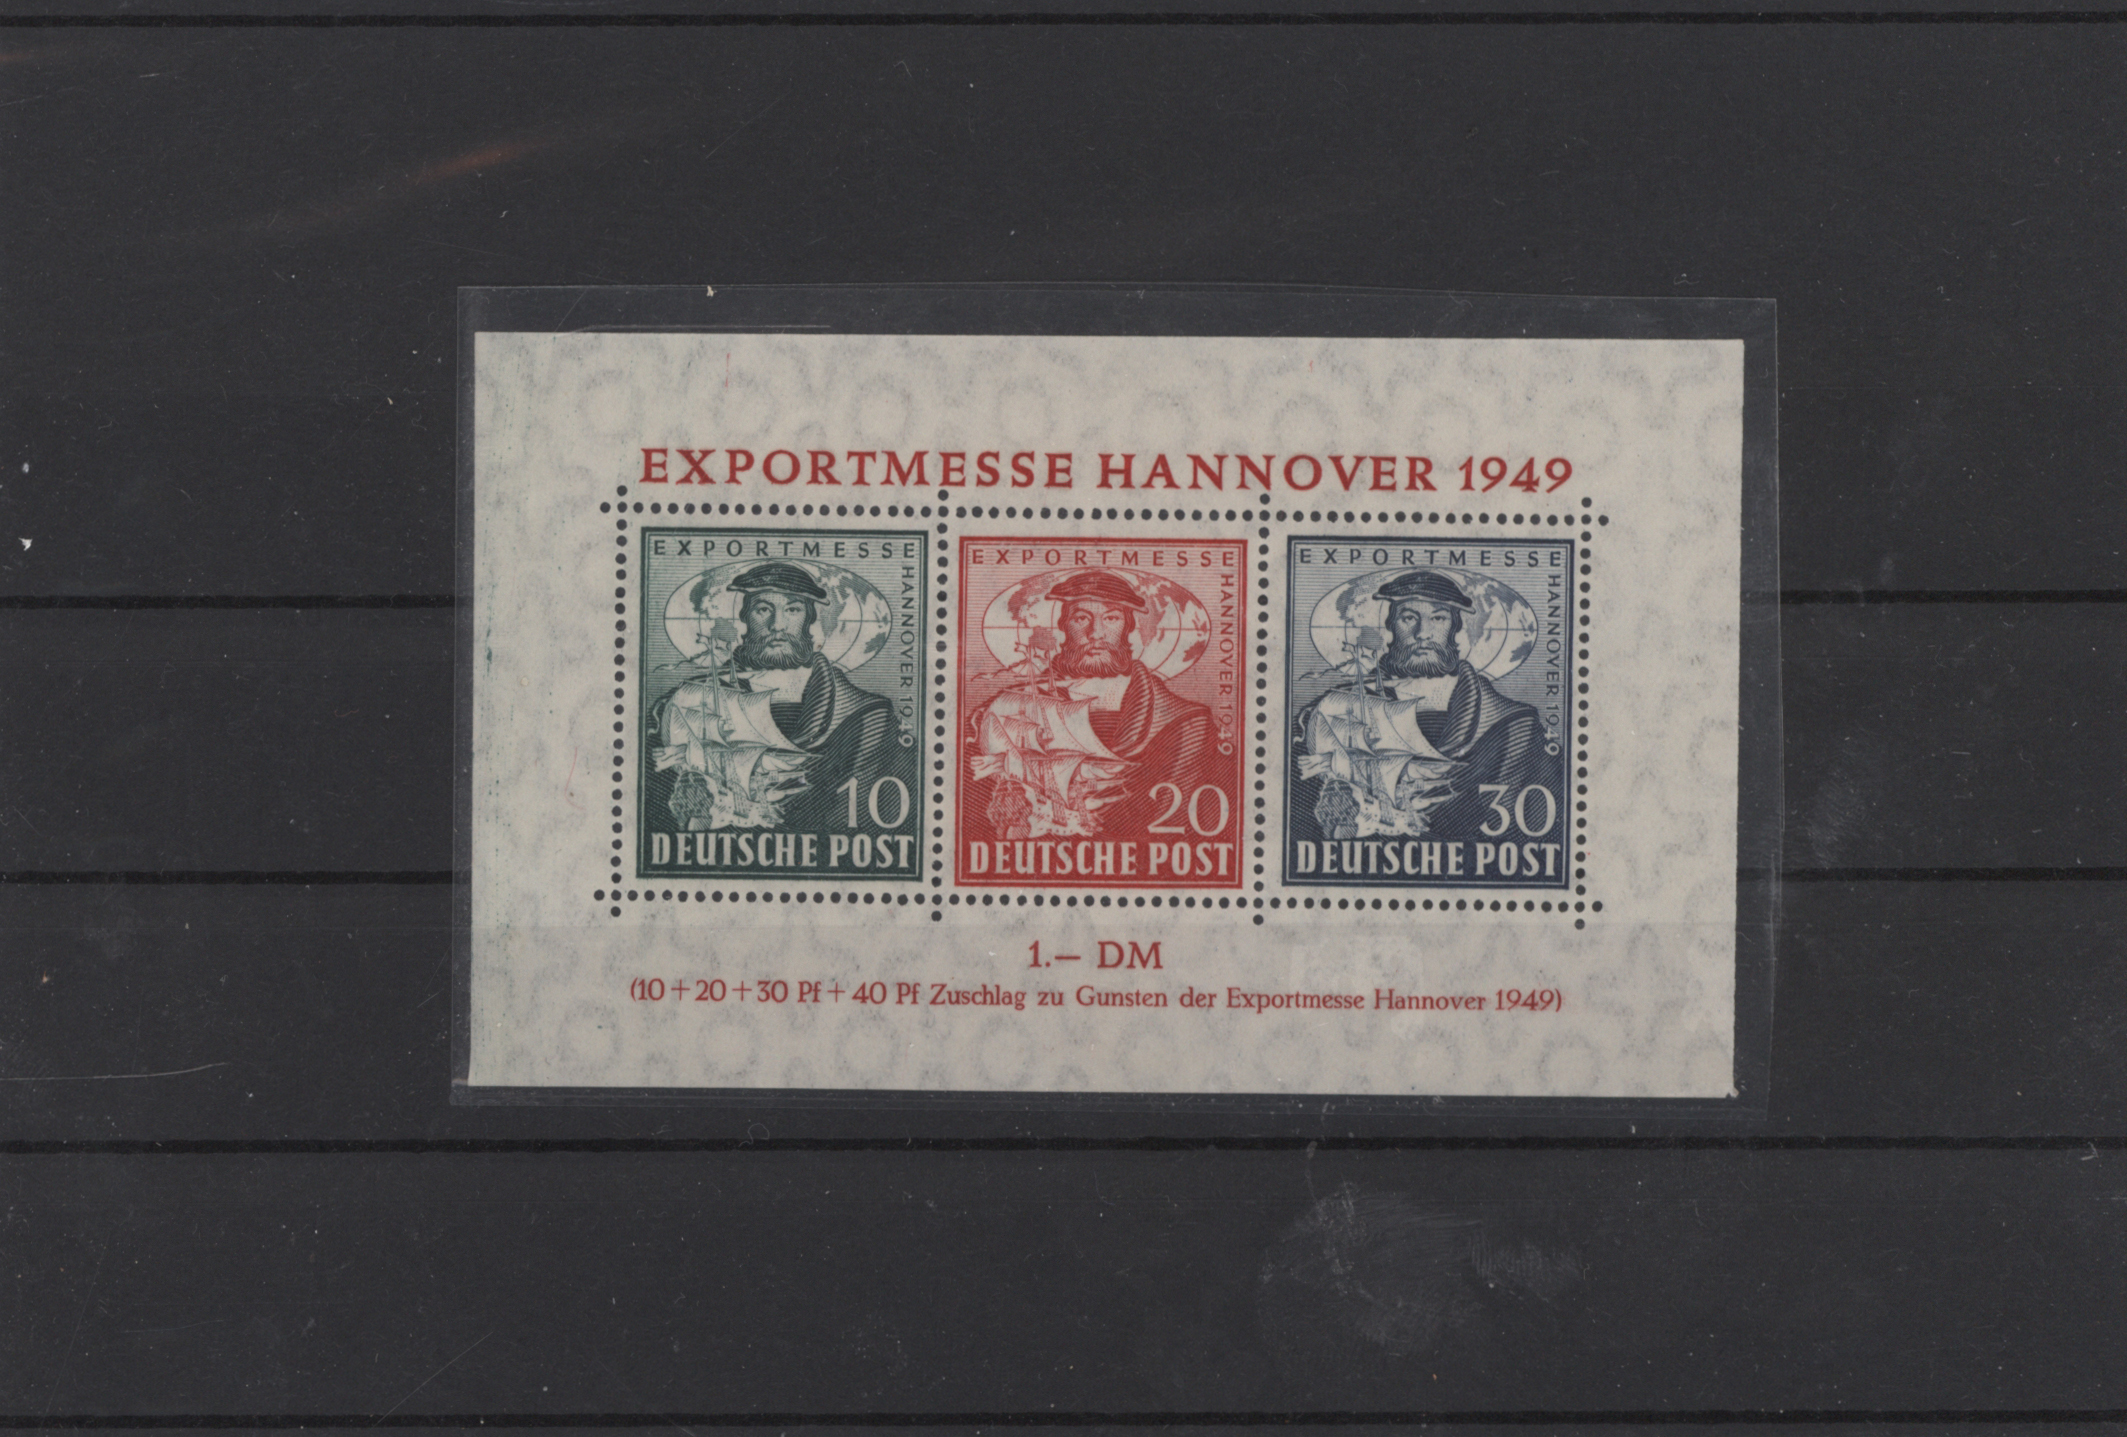 EXPORTMESSE HANNOVER 1949
EXPORTMESSE
HANNOVER 1949
10
DEUTSCHE POST
EXPORTMESSE
HANNOVER 1949
20
DEUTSCHE POST
EXPORTMESSE
HANNOVER 1949
30
DEUTSCHE POST
1.— DM
(10+20+30 Pf+40 Pf Zuschlag zu Gunsten der Exportmesse Hannover 1949)